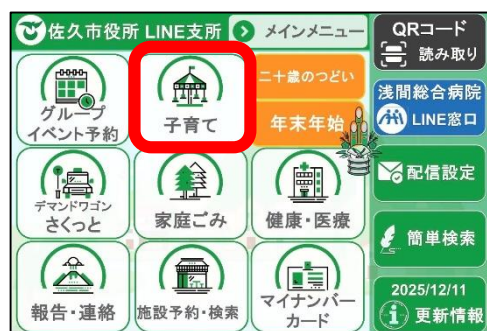 佐久市役所 LINE支所 メインメニュー
QRコード
読み取り
グループ
イベント予約
子育て
二十歳のつどい
年末年始
浅間総合病院
LINE窓口
デマンドワゴン
さくっと
家庭ごみ
健康・医療
配信設定
簡単検索
報告・連絡
施設予約・検索
マイナンバー
カード
2025/12/11
更新情報